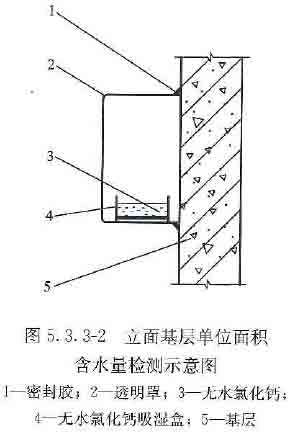 1
2
3
4
5
图 5.3.3-2 立面基层单位面积
含水量检测示意图
1—密封胶；2—透明罩；3—无水氯化钙；
4—无水氯化钙吸湿盒；5—基层